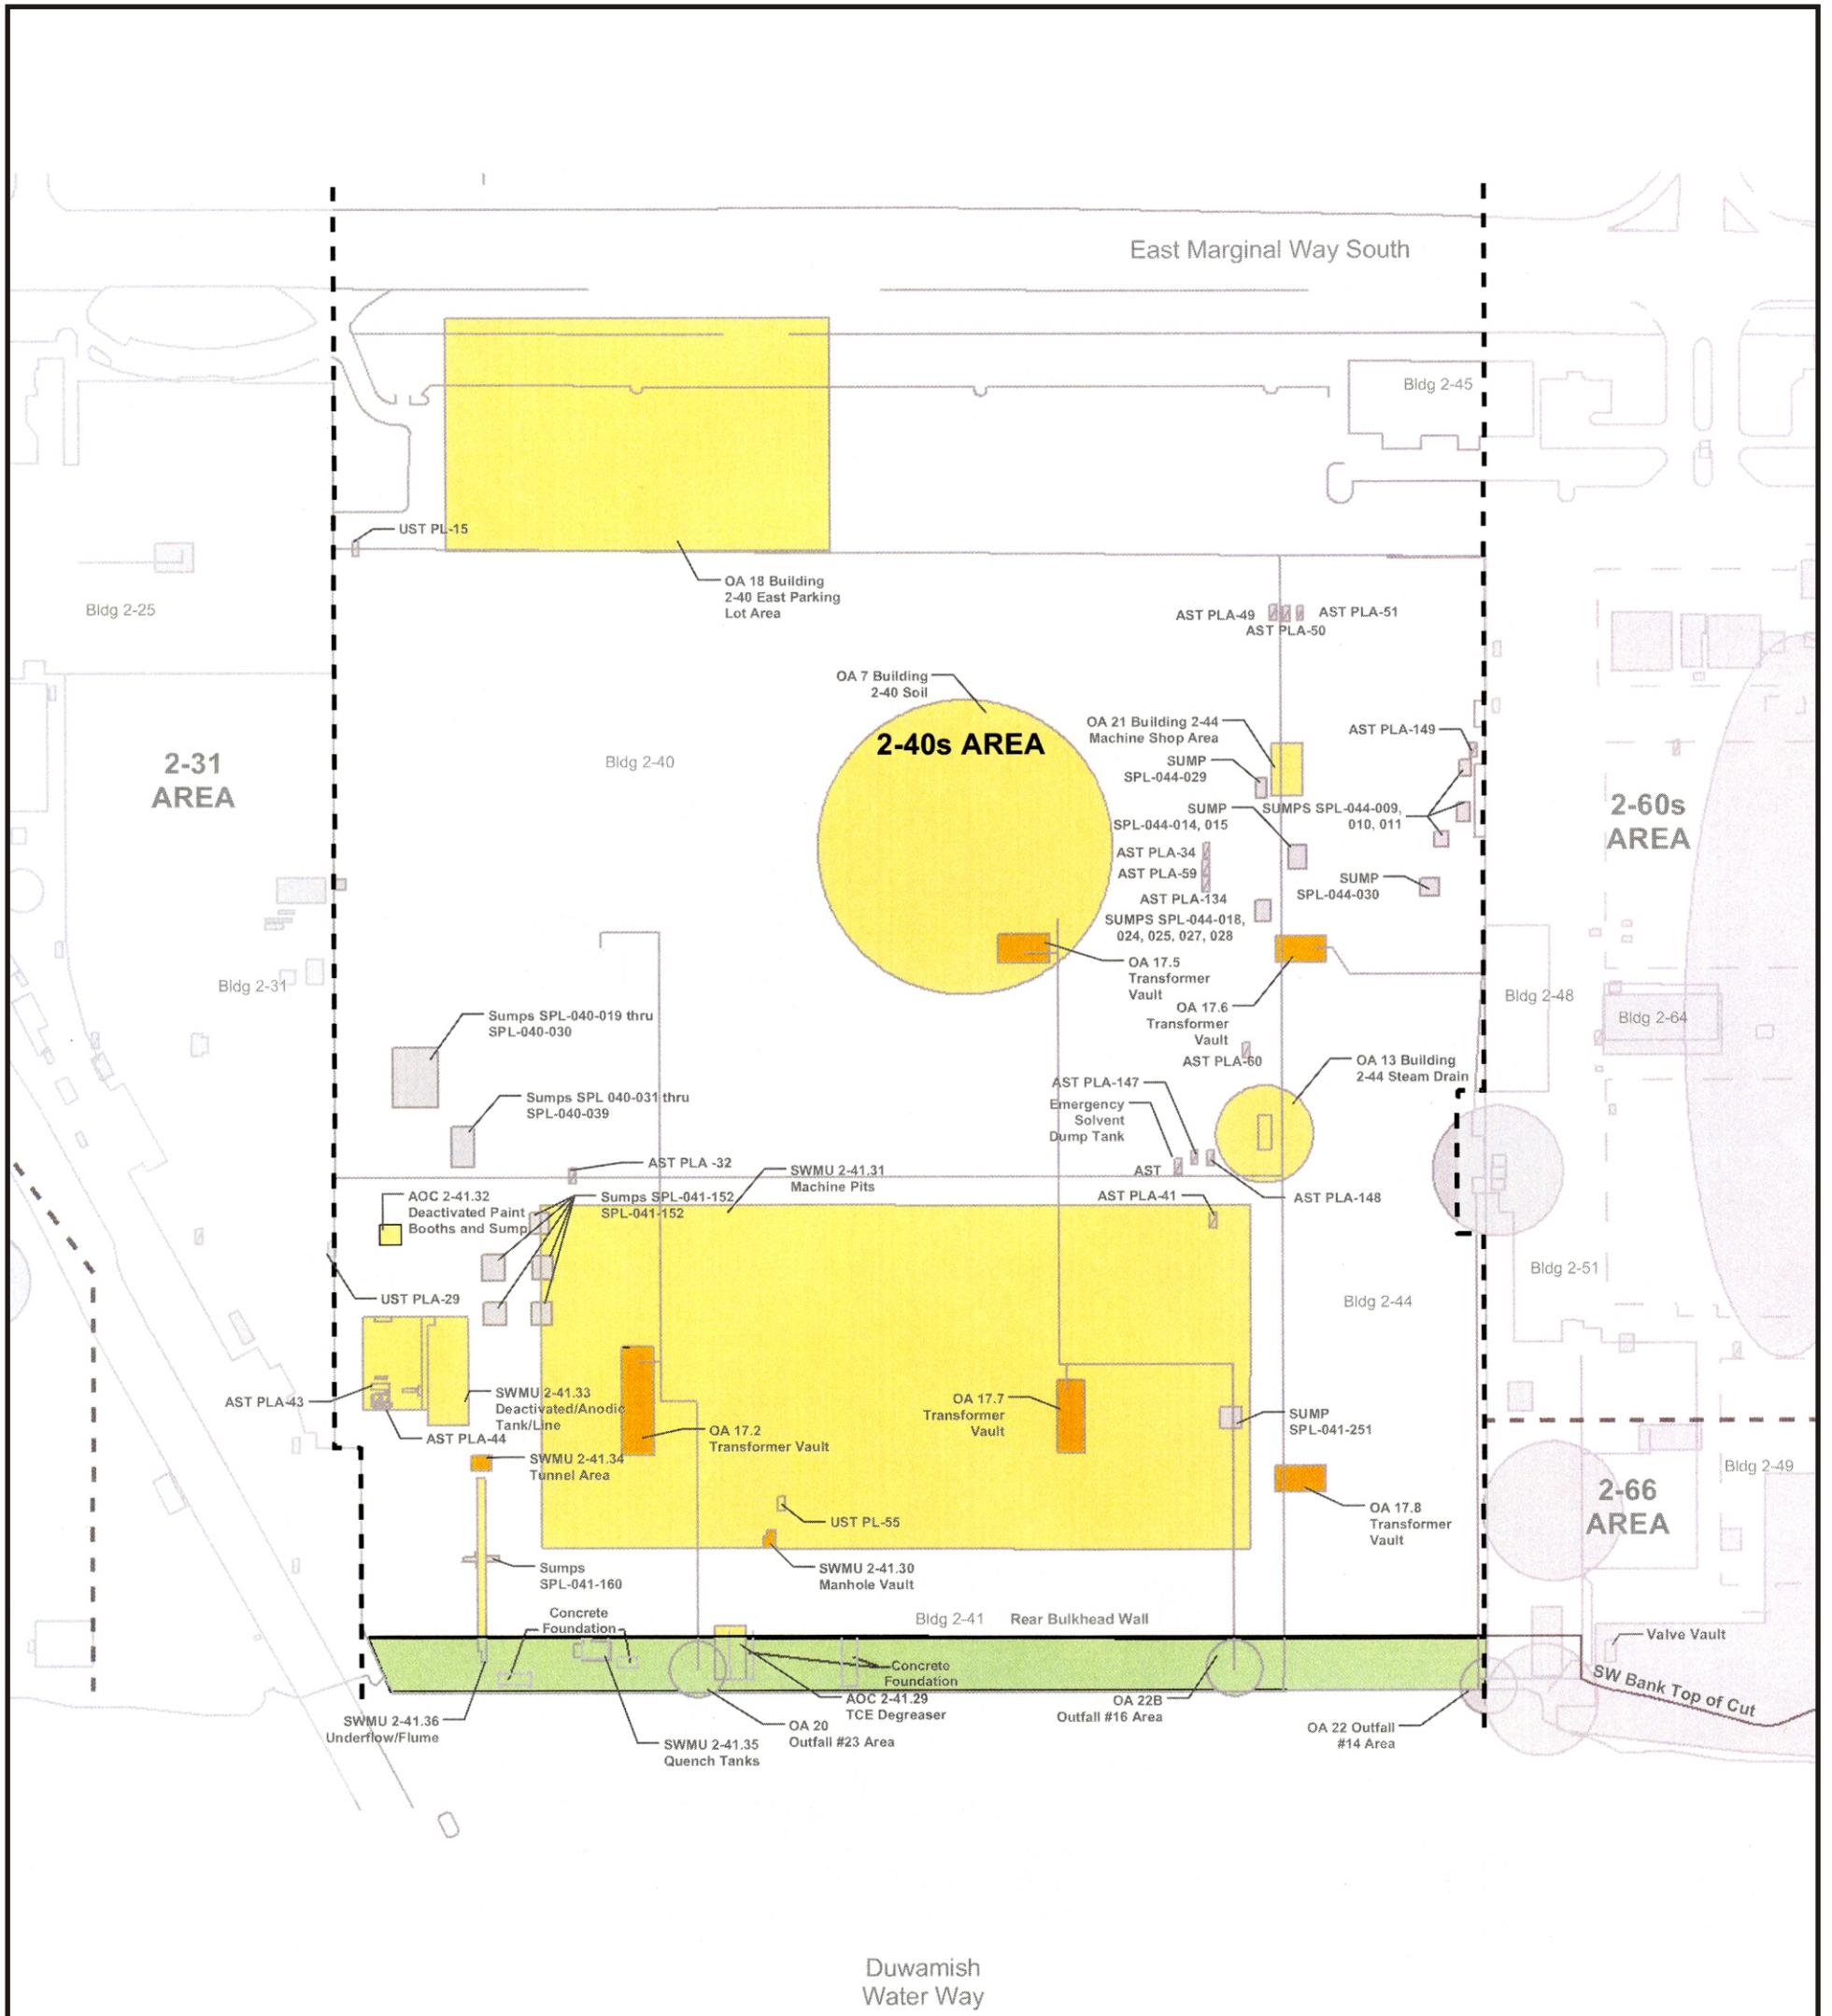 East Marginal Way South
Bldg 2-45
UST PL-15
OA 18 Building
2-40 East Parking
Lot Area
Bldg 2-25
AST PLA-49
AST PLA-51
AST PLA-50
OA 7 Building
2-40 Soil
2-40s AREA
OA 21 Building 2-44
Machine Shop Area
AST PLA-149
2-31
AREA
Bldg 2-40
SUMP
SPL-044-029
2-60s
AREA
SUMP
SPL-044-014, 015
SUMPS SPL-044-009,
010, 011
AST PLA-34
AST PLA-59
AST PLA-134
SUMP
SPL-044-030
SUMPS SPL-044-018,
024, 025, 027, 028
OA 17.5
Transformer
Vault
Bldg 2-31
Bldg 2-48
OA 17.6
Transformer
Vault
Bldg 2-64
Sumps SPL-040-019 thru
SPL-040-030
AST PLA-60
OA 13 Building
2-44 Steam Drain
AST PLA-147
Sumps SPL 040-031 thru
SPL-040-039
Emergency
Solvent
Dump Tank
AST PLA -32
SWMU 2-41.31
Machine Pits
AST
AOC 2-41.32
Deactivated Paint
Booths and Sump
Sumps SPL-041-152
SPL-041-152
AST PLA-41
AST PLA-148
Bldg 2-51
UST PLA-29
Bldg 2-44
AST PLA-43
SWMU 2-41.33
Deactivated/Anodic
Tank/Line
AST PLA-44
OA 17.2
Transformer Vault
OA 17.7
Transformer
Vault
SUMP
SPL-041-251
SWMU 2-41.34
Tunnel Area
Bldg 2-49
2-66
AREA
UST PL-55
OA 17.8
Transformer
Vault
Sumps
SPL-041-160
SWMU 2-41.30
Manhole Vault
Concrete
Foundation
Bldg 2-41
Rear Bulkhead Wall
Valve Vault
Concrete
Foundation
SW Bank Top of Cut
AOC 2-41.29
TCE Degreaser
OA 22B
Outfall #16 Area
SWMU 2-41.36
Underflow/Flume
OA 20
Outfall #23 Area
OA 22 Outfall
#14 Area
SWMU 2-41.35
Quench Tanks
Duwamish
Water Way